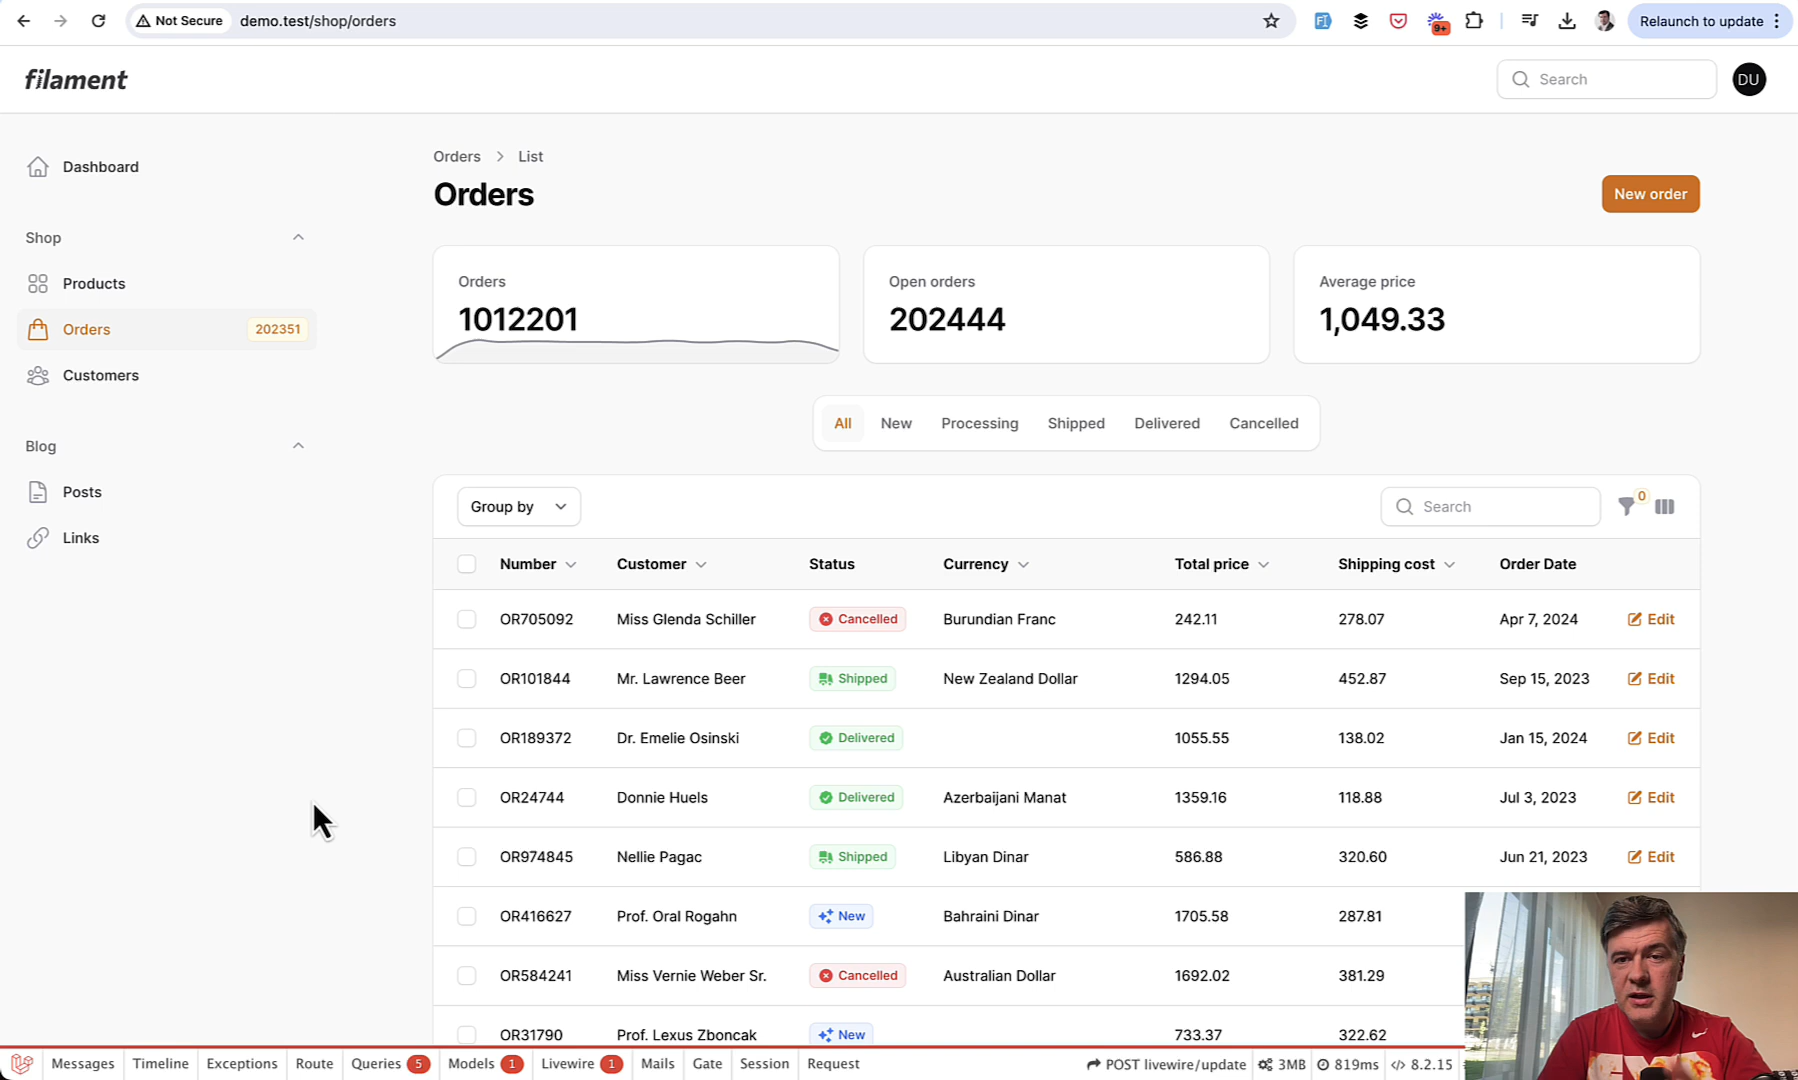 Not Secure demo.test/shop/orders 9+ Relaunch to update
filament Search DU
Dashboard
Shop
Products
Orders 202351
Customers
Blog
Posts
Links
Orders List
Orders New order
Orders
1012201
Open orders
202444
Average price
1,049.33
All New Processing Shipped Delivered Cancelled
Group by Search 0
Number Customer Status Currency Total price Shipping cost Order Date
OR705092 Miss Glenda Schiller Cancelled Burundian Franc 242.11 278.07 Apr 7, 2024 Edit
OR101844 Mr. Lawrence Beer Shipped New Zealand Dollar 1294.05 452.87 Sep 15, 2023 Edit
OR189372 Dr. Emelie Osinski Delivered 1055.55 138.02 Jan 15, 2024 Edit
OR24744 Donnie Huels Delivered Azerbaijani Manat 1359.16 118.88 Jul 3, 2023 Edit
OR974845 Nellie Pagac Shipped Libyan Dinar 586.88 320.60 Jun 21, 2023 Edit
OR416627 Prof. Oral Rogahn New Bahraini Dinar 1705.58 287.81
OR584241 Miss Vernie Weber Sr. Cancelled Australian Dollar 1692.02 381.29
OR31790 Prof. Lexus Zboncak New 733.37 322.62
Messages Timeline Exceptions Route Queries 5 Models 1 Livewire 1 Mails Gate Session Request POST livewire/update 3MB 819ms 8.2.15